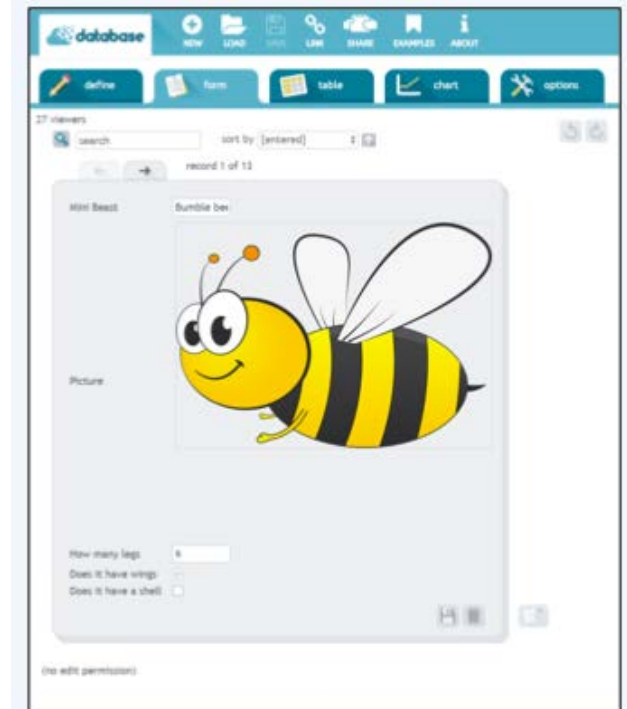 database
NEW LOAD SAVE LINK SHARE EXAMPLES ABOUT
define form table chart options
27 viewers
search sort by [entered]
record 1 of 13
Mini Beast Bumble bee
Picture
How many legs 6
Does it have wings
Does it have a shell
(no edit permission)